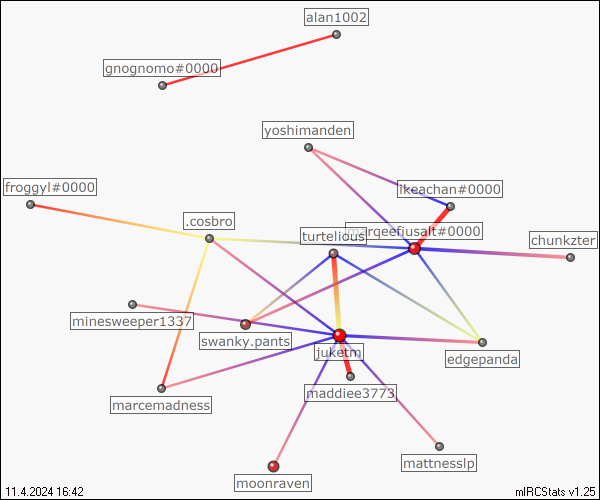 alan1002
gnognomo#0000
yoshimanden
froggyl#0000
ikeachan#0000
.cosbro
turtelious
marqeefiusalt#0000
chunkzter
minesweeper1337
swanky.pants
juketm
edgepanda
maddiee3773
marcemadness
mattnesslp
moonraven
11.4.2024 16:42
mIRCStats v1.25